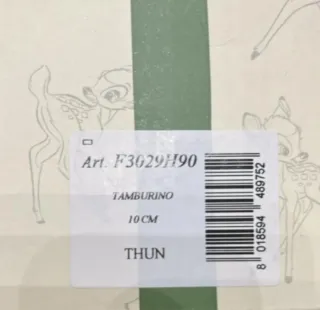 Art. F3029H90
TAMBURINO
10 CM
THUN
8 018594 489752